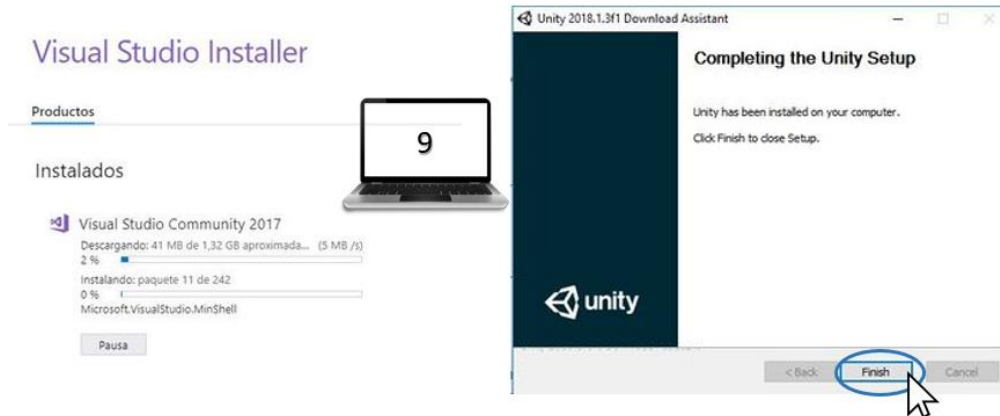 Visual Studio Installer
Productos
Instalados
Visual Studio Community 2017
Descargando: 41 MB de 1,32 GB aproximada... (5 MB /s)
2 %
Instalando: paquete 11 de 242
0 %
Microsoft.VisualStudio.MinShell
Pausa
9
Unity 2018.1.3f1 Download Assistant
Completing the Unity Setup
Unity has been installed on your computer.
Click Finish to close Setup.
unity
< Back Finish Cancel